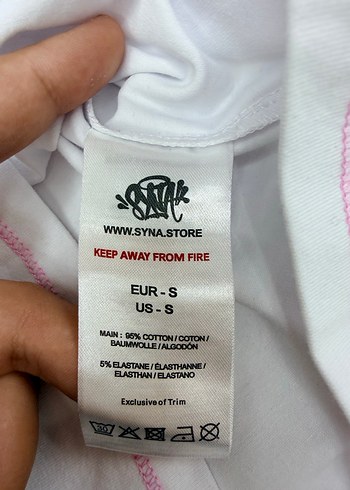 SYNA
WWW.SYNA.STORE
KEEP AWAY FROM FIRE
EUR - S
US - S
MAIN : 95% COTTON / COTON /
BAUMWOLLE / ALGODÓN
5% ELASTANE / ÉLASTHANNE /
ELASTHAN / ELASTANO
Exclusive of Trim
30